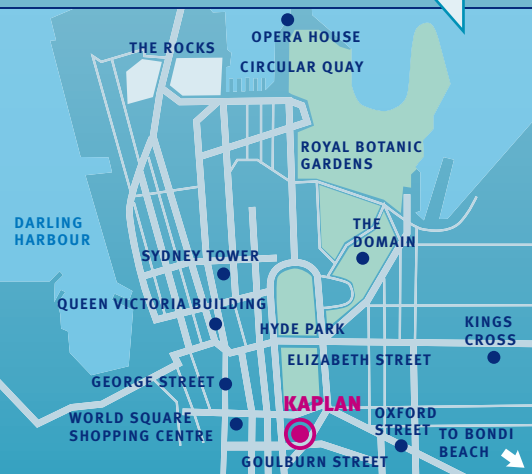 OPERA HOUSE
THE ROCKS
CIRCULAR QUAY
ROYAL BOTANIC
GARDENS
DARLING
HARBOUR
THE
DOMAIN
SYDNEY TOWER
QUEEN VICTORIA BUILDING
HYDE PARK
KINGS
CROSS
ELIZABETH STREET
GEORGE STREET
KAPLAN
WORLD SQUARE
SHOPPING CENTRE
OXFORD
STREET
TO BONDI
BEACH
GOULBURN STREET